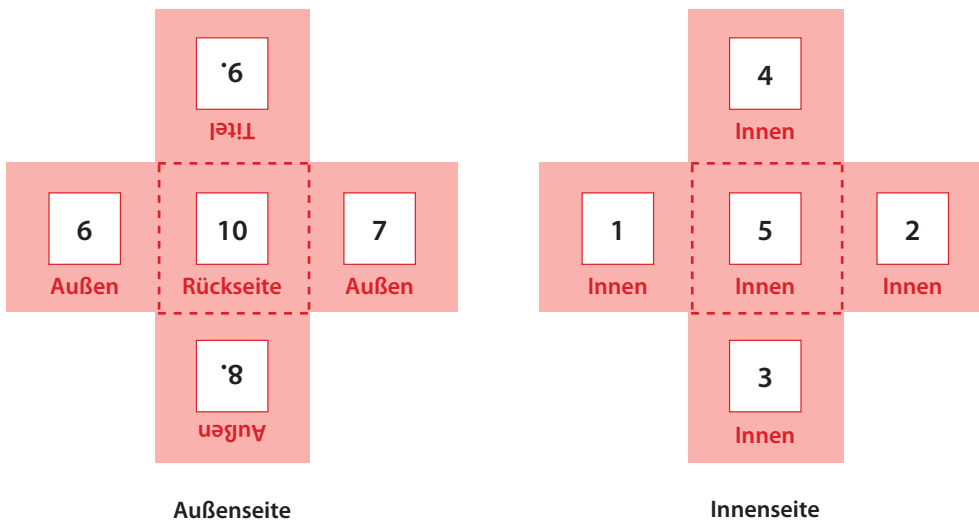 9.
Titel
6
Außen
10
Rückseite
7
Außen
8.
Außen
Außenseite
4
Innen
1
Innen
5
Innen
2
Innen
3
Innen
Innenseite